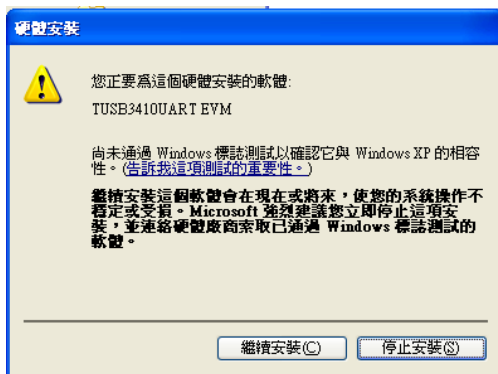 硬體安裝
您正要為這個硬體安裝的軟體:
TUSB3410UART EVM
尚未通過 Windows 標誌測試以確認它與 Windows XP 的相容
性。(告訴我這項測試的重要性。)
繼續安裝這個軟體會在現在或將來，使您的系統操作不
穩定或受損。Microsoft 強烈建議您立即停止這項安
裝，並連絡硬體廠商索取已通過 Windows 標誌測試的
軟體。
繼續安裝(C)
停止安裝(S)